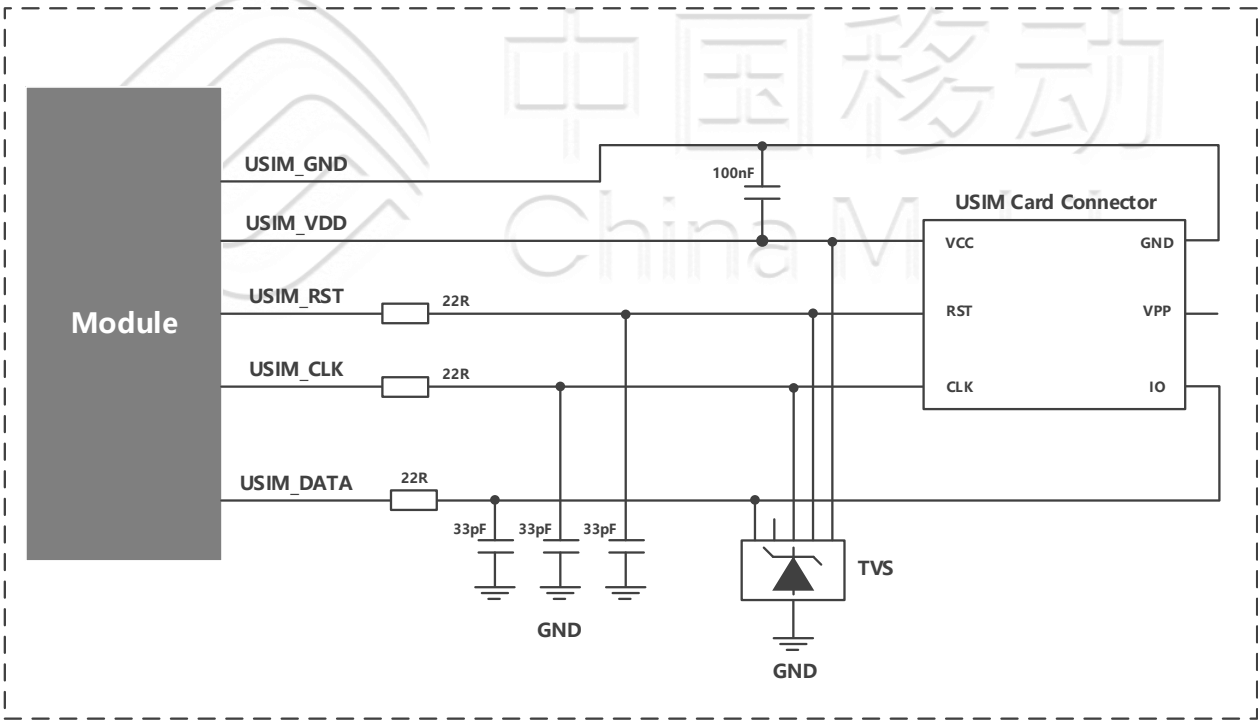 中国移动
China M
USIM_GND
100nF
USIM Card Connector
USIM_VDD
VCC
GND
USIM_RST
22R
RST
VPP
Module
USIM_CLK
22R
CLK
IO
USIM_DATA
22R
33pF
33pF
33pF
TVS
GND
GND